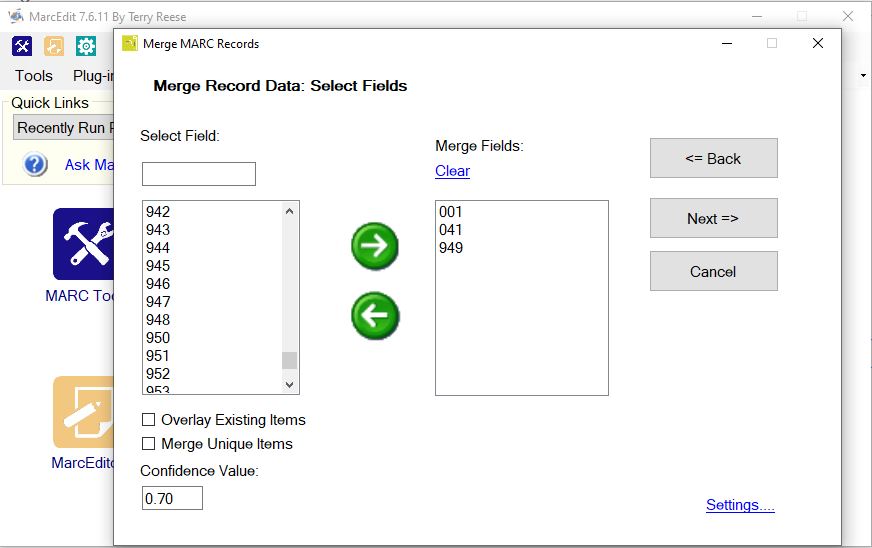 MarcEdit 7.6.11 By Terry Reese
Merge MARC Records
Tools Plug-in
Merge Record Data: Select Fields
Quick Links
Recently Run P
Ask Ma
Select Field:
Merge Fields:
Clear
<= Back
Next =>
Cancel
942
943
944
945
946
947
948
950
951
952
953
001
041
949
MARC Too
MarcEdito
Overlay Existing Items
Merge Unique Items
Confidence Value:
0.70
Settings....